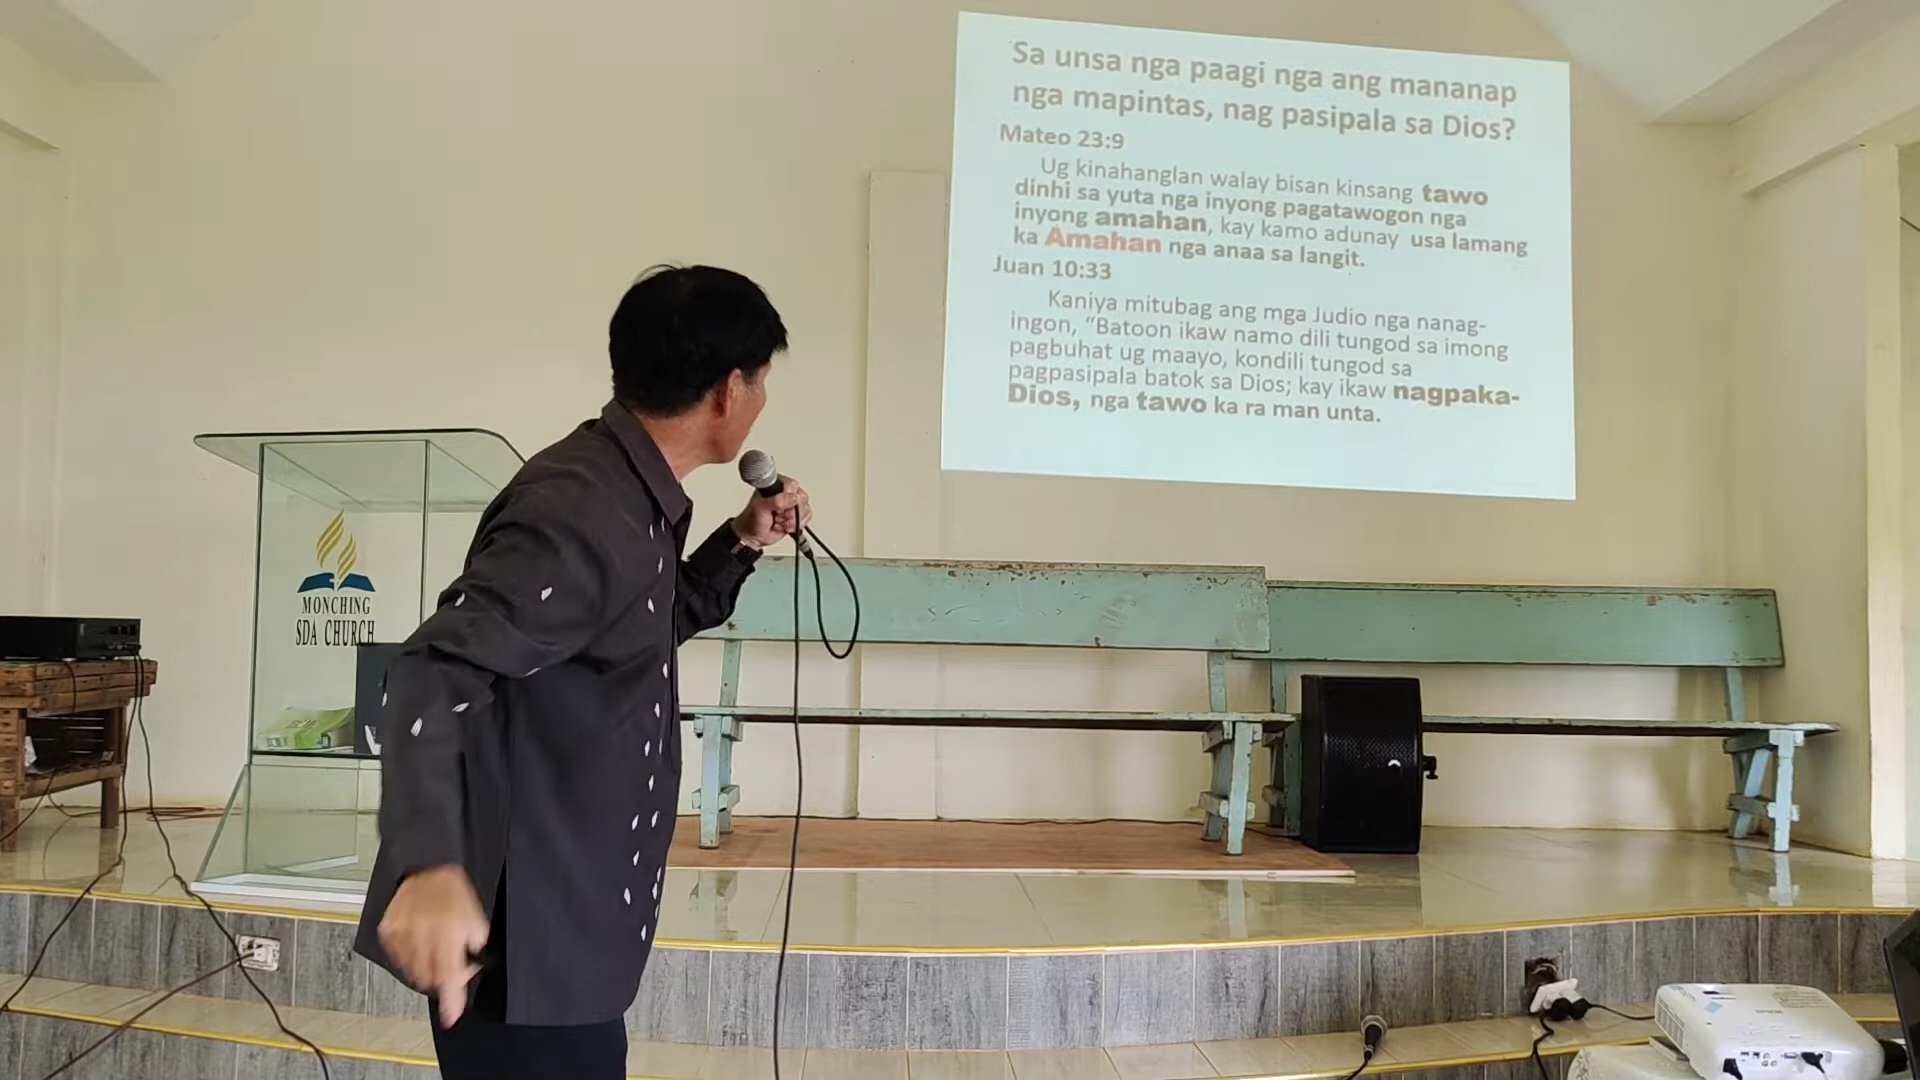 Sa unsa nga paagi nga ang mananap
nga mapintas, nag pasipala sa Dios?
Mateo 23:9
Ug kinahanglan walay bisan kinsang tawo
dinhi sa yuta nga inyong pagatawogon nga
inyong amahan, kay kamo adunay usa lamang
ka Amahan nga anaa sa langit.
Juan 10:33
Kaniya mitubag ang mga Judio nga nanag-
ingon, “Batoon ikaw namo dili tungod sa imong
pagbuhat ug maayo, kondili tungod sa
pagpasipala batok sa Dios; kay ikaw nagpaka-
Dios, nga tawo ka ra man unta.
MONCHING
SDA CHURCH
EPSON